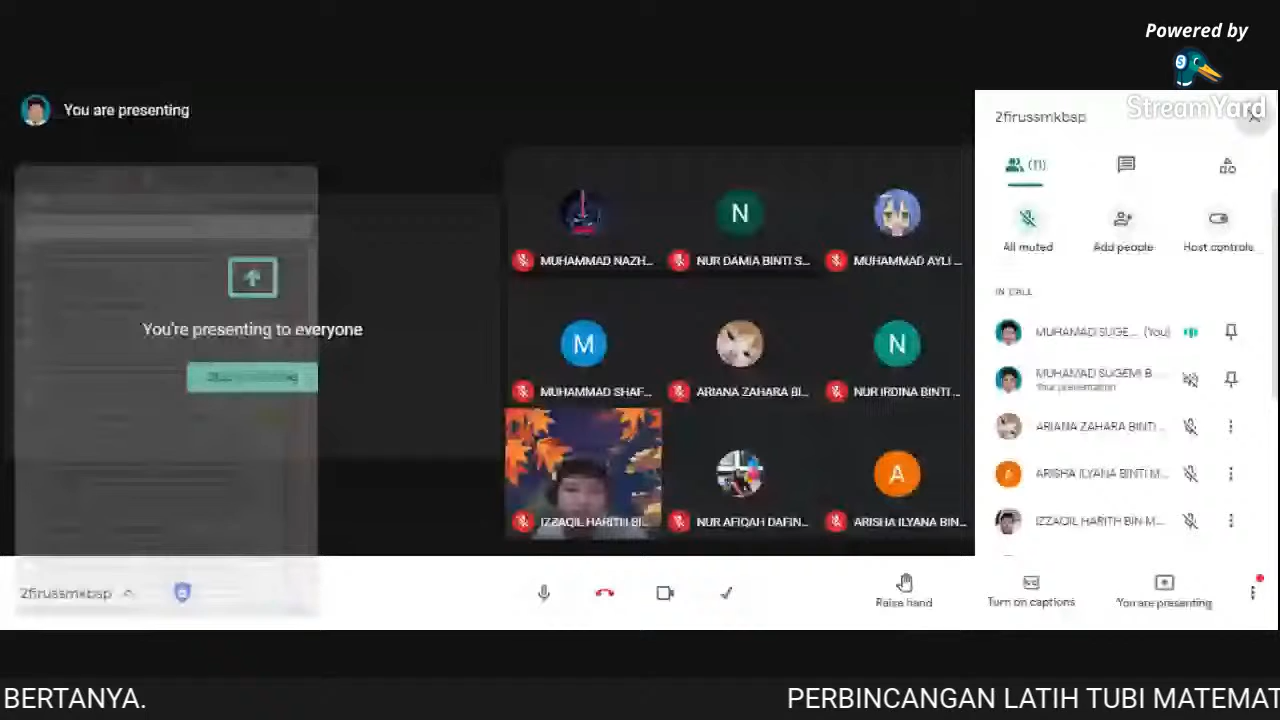 Powered by
StreamYard
You are presenting
2firussmkbsp
(11)
All muted
Add people
Host controls
IN CALL
You're presenting to everyone
MUHAMMAD NAZH...
NUR DAMIA BINTI S...
MUHAMMAD AYLI ...
M
N
MUHAMMAD SHAF...
ARIANA ZAHARA BI...
NUR IRDINA BINTI ...
A
IZZAQIL HARITH BI...
NUR AFIQAH DAFIN...
ARISHA ILYANA BIN...
MUHAMAD SUGE... (You)
MUHAMAD SUGEMI B...
Your presentation
ARIANA ZAHARA BINTI ...
ARISHA ILYANA BINTI M...
IZZAQIL HARITH BIN M...
2firussmkbsp
Raise hand
Turn on captions
You are presenting
BERTANYA.
PERBINCANGAN LATIH TUBI MATEMAT